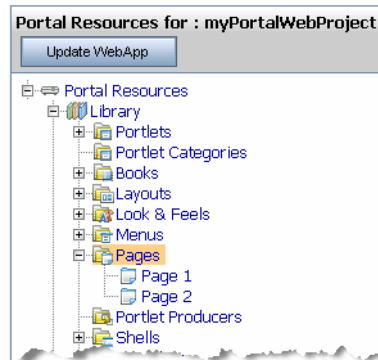 Portal Resources for : myPortalWebProject
Update WebApp
Portal Resources
Library
Portlets
Portlet Categories
Books
Layouts
Look & Feels
Menus
Pages
Page 1
Page 2
Portlet Producers
Shells